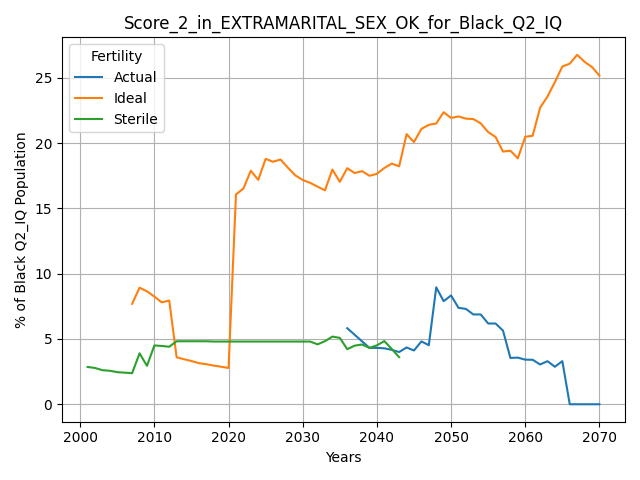 Score_2_in_EXTRAMARITAL_SEX_OK_for_Black_Q2_IQ
Fertility
Actual
Ideal
Sterile
% of Black Q2_IQ Population
25
20
15
10
5
0
2000 2010 2020 2030 2040 2050 2060 2070
Years